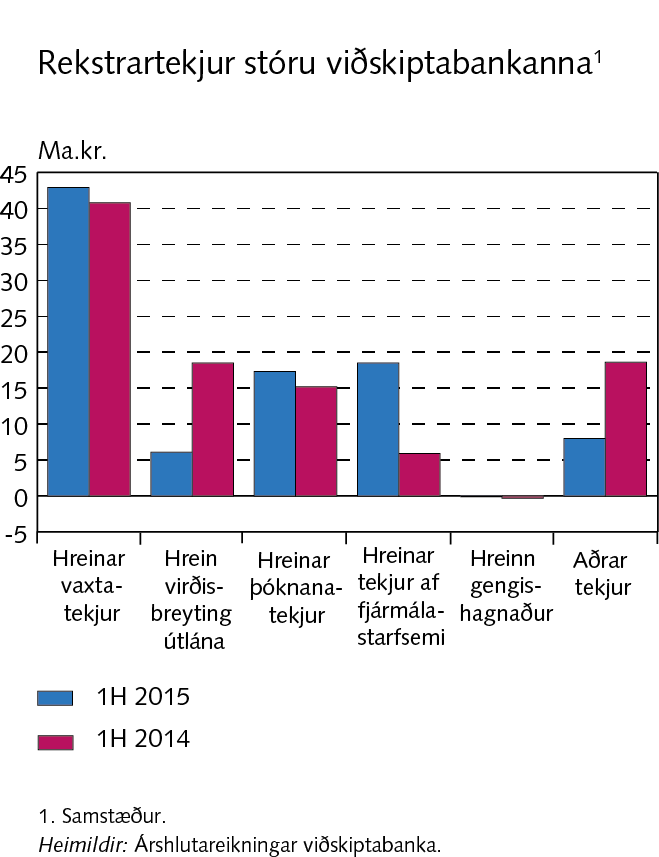 Rekstrartekjur stóru viðskiptabankanna1
Ma.kr.
45
40
35
30
25
20
15
10
5
0
-5
Hreinar
vaxta-
tekjur
Hrein
virðis-
breyting
útlána
Hreinar
þóknana-
tekjur
Hreinar
tekjur af
fjármála-
starfsemi
Hreinn
gengis-
hagnaður
Aðrar
tekjur
1H 2015
1H 2014
1. Samstæður.
Heimildir: Árshlutareikningar viðskiptabanka.